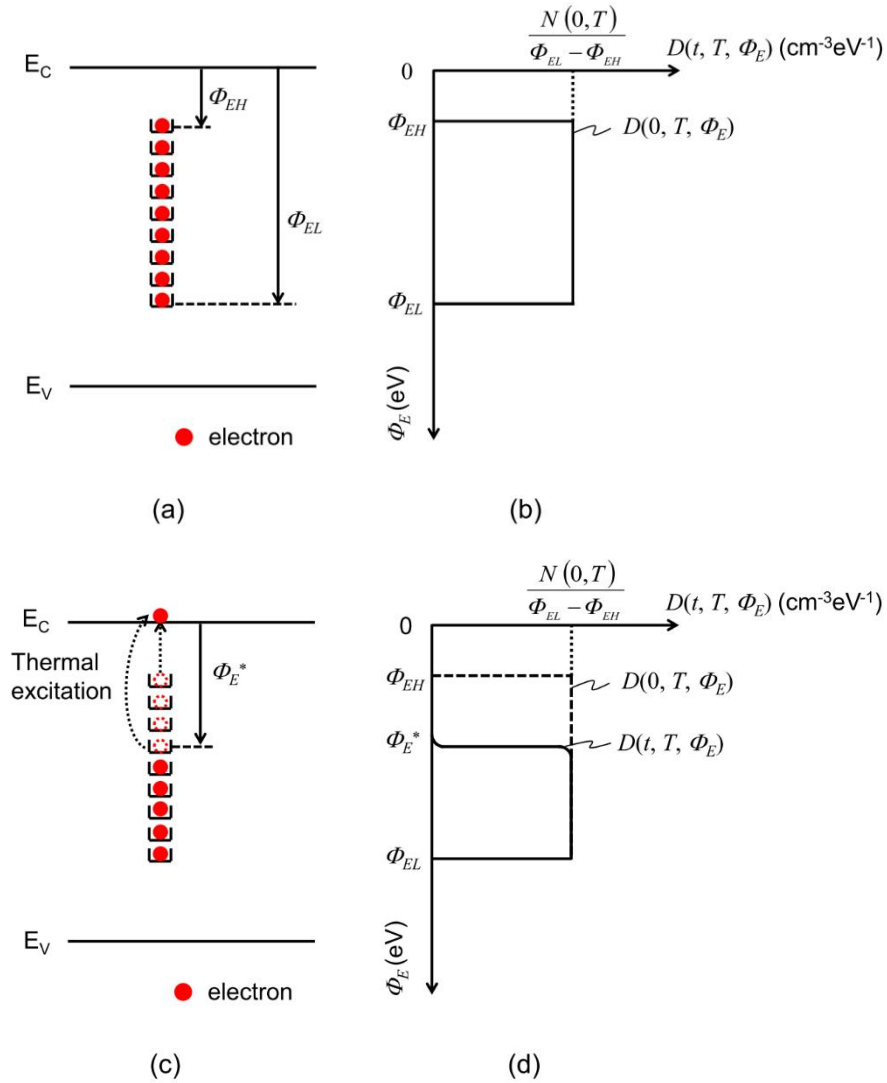 E_C
Φ_EH
Φ_EL
E_V
electron
(a)
N(0,T)
Φ_EL − Φ_EH
D(t, T, Φ_E) (cm⁻³eV⁻¹)
0
Φ_EH
D(0, T, Φ_E)
Φ_EL
Φ_E (eV)
(b)
E_C
Thermal
excitation
Φ_E*
E_V
electron
(c)
N(0,T)
Φ_EL − Φ_EH
D(t, T, Φ_E) (cm⁻³eV⁻¹)
0
Φ_EH
D(0, T, Φ_E)
Φ_E*
D(t, T, Φ_E)
Φ_EL
Φ_E (eV)
(d)